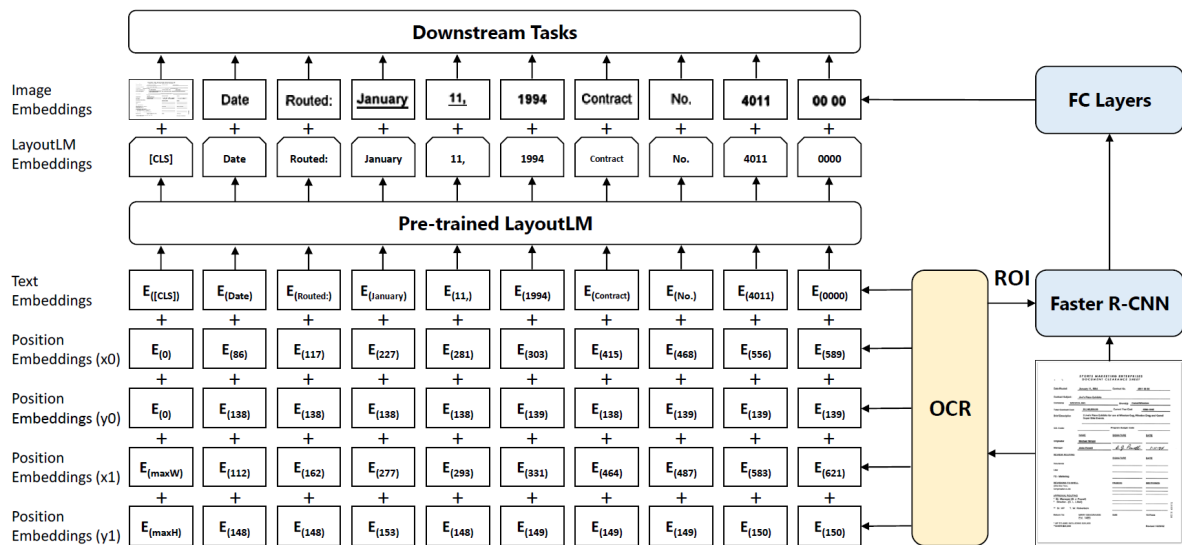 Downstream Tasks
Image Embeddings
Date Routed: January 11, 1994 Contract No. 4011 00 00
FC Layers
+ + + + + + + + + +
LayoutLM Embeddings
[CLS] Date Routed: January 11, 1994 Contract No. 4011 0000
Pre-trained LayoutLM
Text Embeddings
E([CLS]) E(Date) E(Routed:) E(January) E(11,) E(1994) E(Contract) E(No.) E(4011) E(0000)
ROI
Faster R-CNN
+ + + + + + + + + +
Position Embeddings (x0)
E(0) E(86) E(117) E(227) E(281) E(303) E(415) E(468) E(556) E(589)
+ + + + + + + + + +
Position Embeddings (y0)
E(0) E(138) E(138) E(138) E(138) E(139) E(138) E(139) E(139) E(139)
OCR
+ + + + + + + + + +
Position Embeddings (x1)
E(maxW) E(112) E(162) E(277) E(293) E(331) E(464) E(487) E(583) E(621)
+ + + + + + + + + +
Position Embeddings (y1)
E(maxH) E(148) E(148) E(153) E(148) E(149) E(149) E(149) E(150) E(150)
DOCUMENT CLEARANCE SHEET